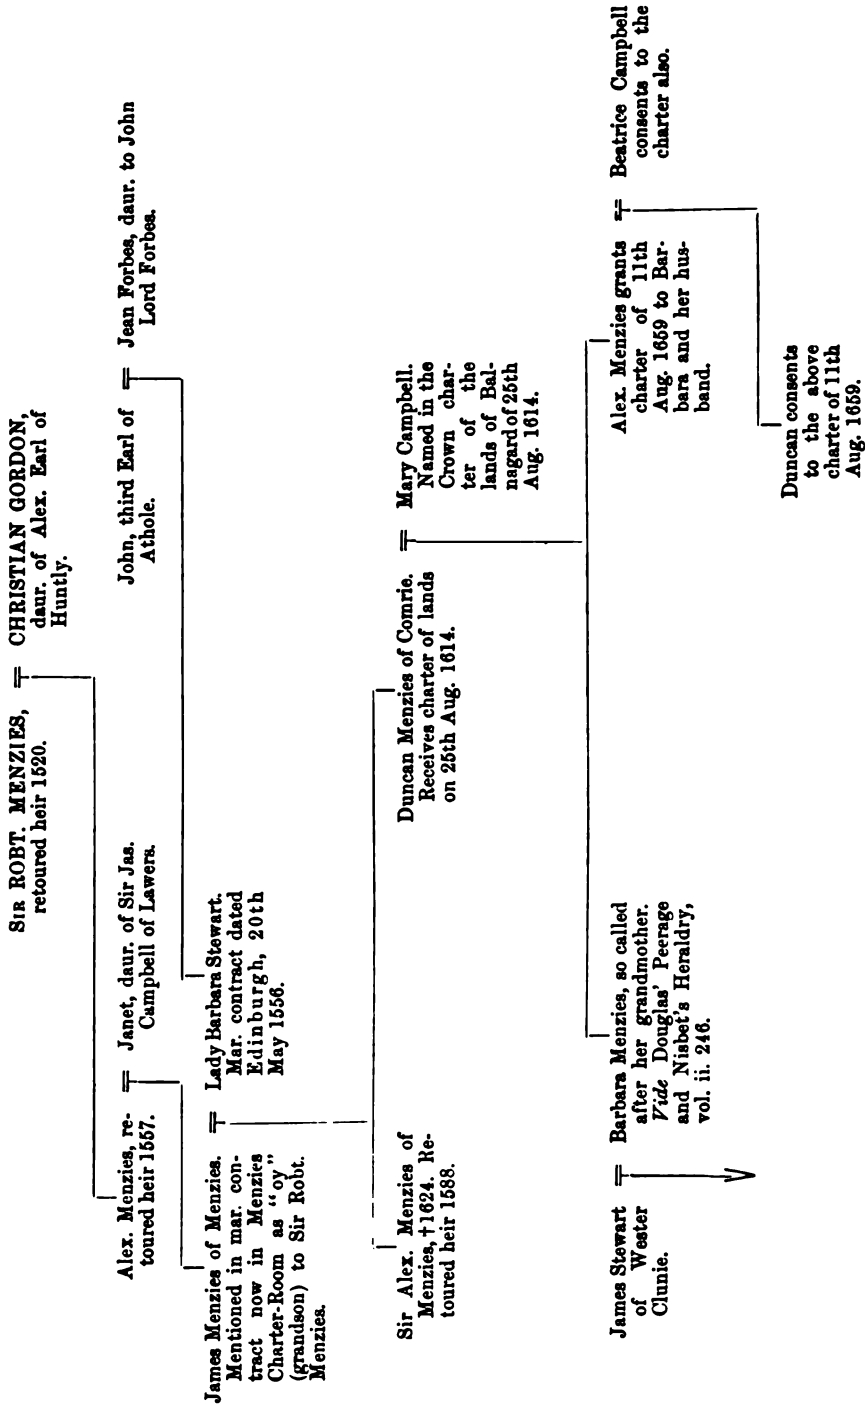 SIR ROBT. MENZIES,
retoured heir 1520.
=
CHRISTIAN GORDON,
daur. of Alex. Earl of
Huntly.
Alex. Menzies, re-
toured heir 1557.
=
Janet, daur. of Sir Jas.
Campbell of Lawers.
John, third Earl of
Athole.
=
Jean Forbes, daur. to John
Lord Forbes.
James Menzies of Menzies.
Mentioned in mar. con-
tract now in Menzies
Charter-Room as "oy"
(grandson) to Sir Robt.
Menzies.
=
Lady Barbara Stewart.
Mar. contract dated
Edinburgh, 20th
May 1556.
Sir Alex. Menzies of
Menzies, †1624. Re-
toured heir 1588.
Duncan Menzies of Comrie.
Receives charter of lands
on 25th Aug. 1614.
=
Mary Campbell.
Named in the
Crown char-
ter of the
lands of Bal-
nagard of 25th
Aug. 1614.
James Stewart
of Wester
Clunie.
=
Barbara Menzies, so called
after her grandmother.
Vide Douglas' Peerage
and Nisbet's Heraldry,
vol. ii. 246.
Alex. Menzies grants
charter of 11th
Aug. 1659 to Bar-
bara and her hus-
band.
=
Beatrice Campbell
consents to the
charter also.
Duncan consents
to the above
charter of 11th
Aug. 1659.